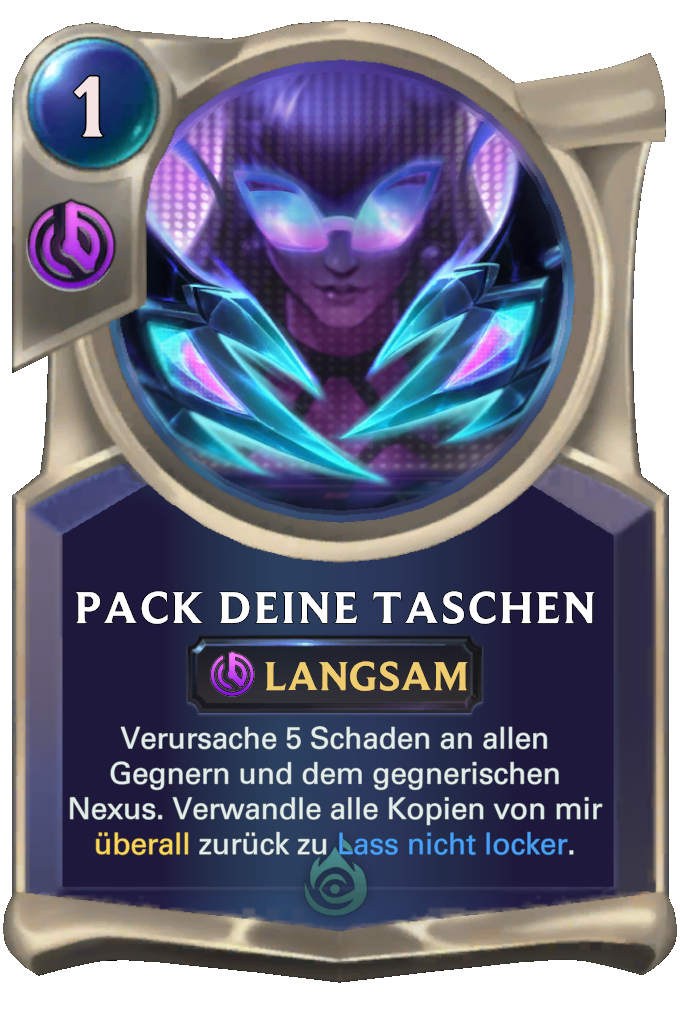 1
PACK DEINE TASCHEN
LANGSAM
Verursache 5 Schaden an allen
Gegnern und dem gegnerischen
Nexus. Verwandle alle Kopien von mir
überall zurück zu Lass nicht locker.